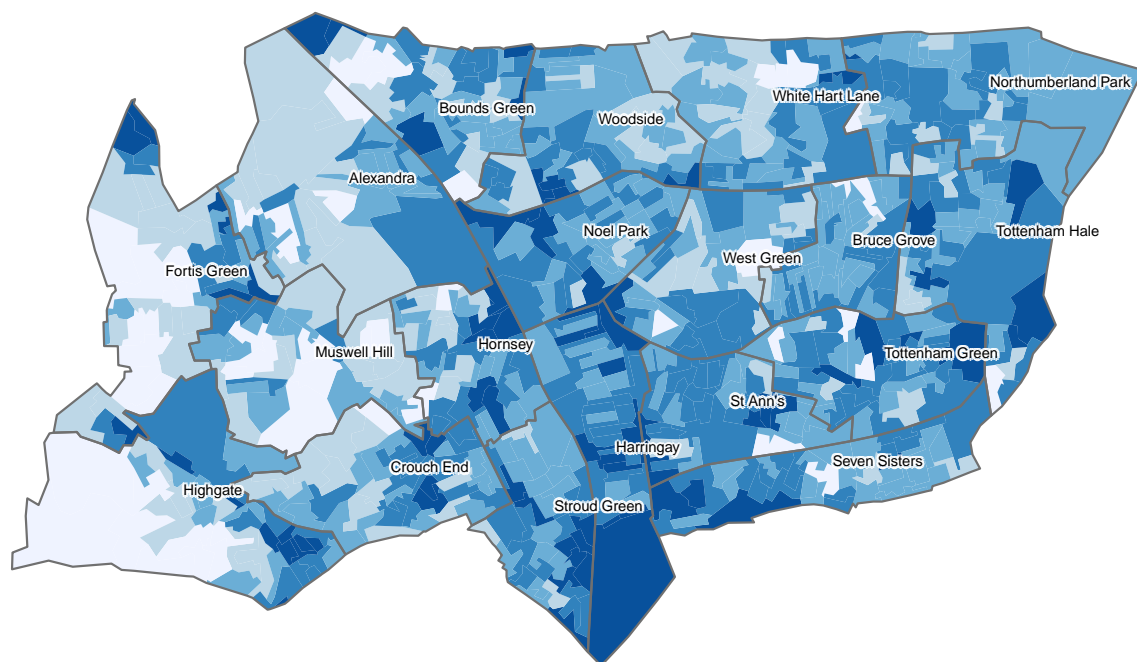 Northumberland Park
White Hart Lane
Bounds Green
Woodside
Alexandra
Noel Park
Tottenham Hale
Bruce Grove
West Green
Fortis Green
Hornsey
Muswell Hill
Tottenham Green
St Ann's
Harringay
Seven Sisters
Crouch End
Highgate
Stroud Green